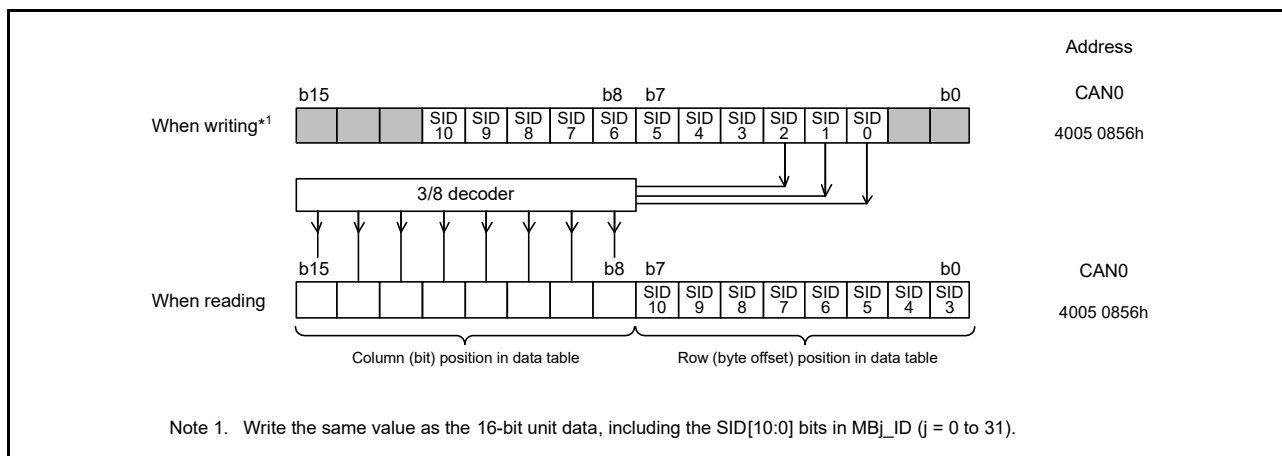 Address
b15 b8 b7 b0 CAN0
When writing*1 SID 10 SID 9 SID 8 SID 7 SID 6 SID 5 SID 4 SID 3 SID 2 SID 1 SID 0 4005 0856h
3/8 decoder
b15 b8 b7 b0 CAN0
When reading SID 10 SID 9 SID 8 SID 7 SID 6 SID 5 SID 4 SID 3 4005 0856h
Column (bit) position in data table Row (byte offset) position in data table
Note 1. Write the same value as the 16-bit unit data, including the SID[10:0] bits in MBj_ID (j = 0 to 31).